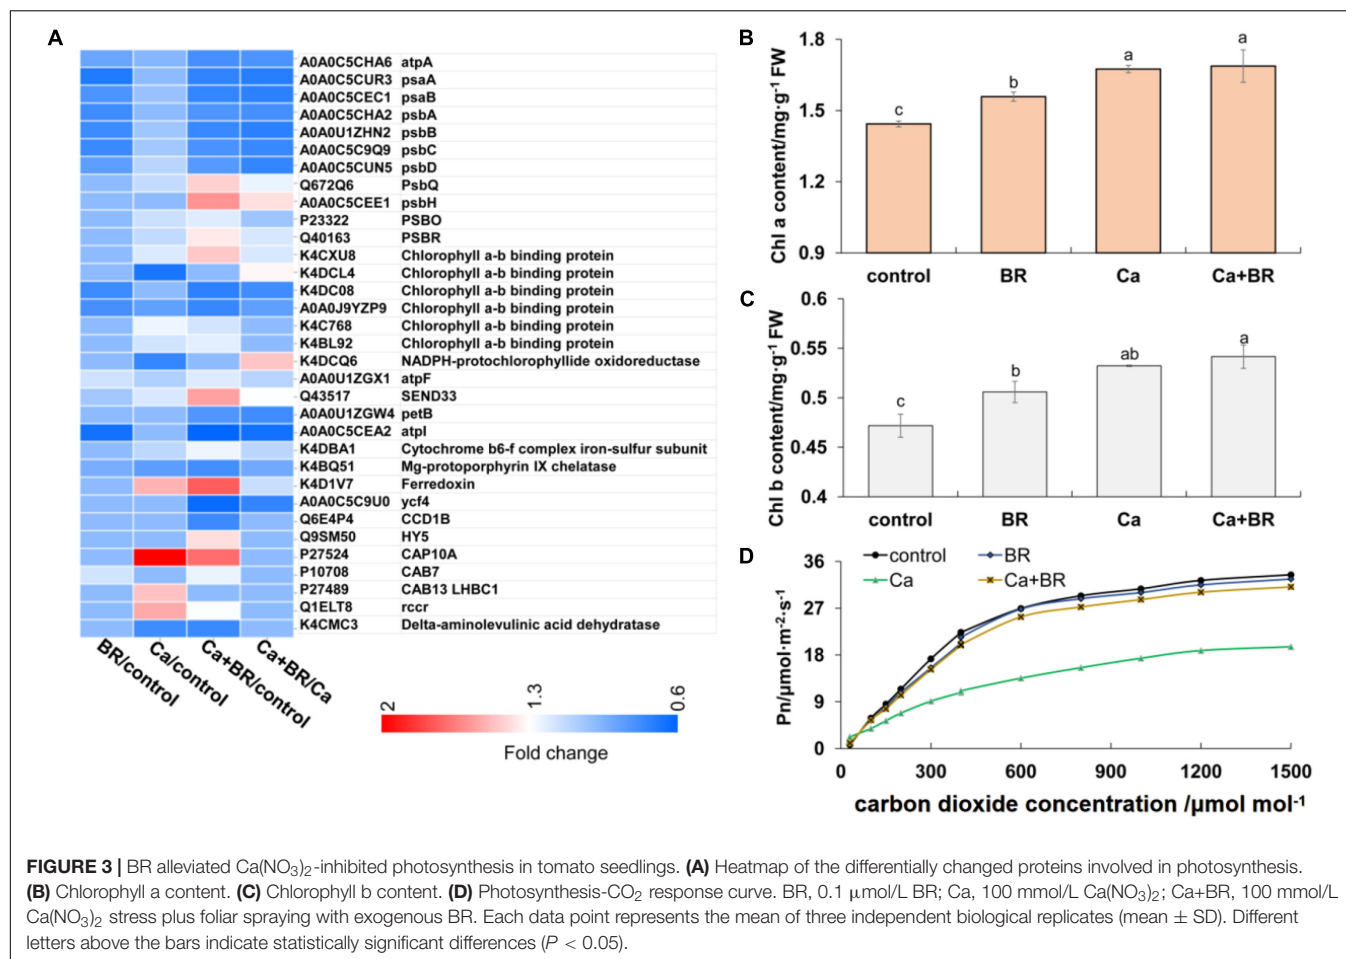 A
A0A0C5CHA6 atpA
A0A0C5CUR3 psaA
A0A0C5CEC1 psaB
A0A0C5CHA2 psbA
A0A0U1ZHN2 psbB
A0A0C5C9Q9 psbC
A0A0C5CUN5 psbD
Q672Q6 PsbQ
A0A0C5CEE1 psbH
P23322 PSBO
Q40163 PSBR
K4CXU8 Chlorophyll a-b binding protein
K4DCL4 Chlorophyll a-b binding protein
K4DC08 Chlorophyll a-b binding protein
A0A0J9YZP9 Chlorophyll a-b binding protein
K4C768 Chlorophyll a-b binding protein
K4BL92 Chlorophyll a-b binding protein
K4DCQ6 NADPH-protochlorophyllide oxidoreductase
A0A0U1ZGX1 atpF
Q43517 SEND33
A0A0U1ZGW4 petB
A0A0C5CEA2 atpI
K4DBA1 Cytochrome b6-f complex iron-sulfur subunit
K4BQ51 Mg-protoporphyrin IX chelatase
K4D1V7 Ferredoxin
A0A0C5C9U0 ycf4
Q6E4P4 CCD1B
Q9SM50 HY5
P27524 CAP10A
P10708 CAB7
P27489 CAB13 LHBC1
Q1ELT8 rccr
K4CMC3 Delta-aminolevulinic acid dehydratase
BR/control
Ca/control
Ca+BR/control
Ca+BR/Ca
2 1.3 0.6
Fold change
B
Chl a content/mg·g-1 FW
1.8
1.5
1.2
0.9
c b a a
control BR Ca Ca+BR
C
Chl b content/mg·g-1 FW
0.6
0.55
0.5
0.45
0.4
c b ab a
control BR Ca Ca+BR
D
control BR
Ca Ca+BR
Pn/µmol·m-2·s-1
36
27
18
9
0
0 300 600 900 1200 1500
carbon dioxide concentration /µmol mol-1
FIGURE 3 | BR alleviated Ca(NO3)2-inhibited photosynthesis in tomato seedlings. (A) Heatmap of the differentially changed proteins involved in photosynthesis.
(B) Chlorophyll a content. (C) Chlorophyll b content. (D) Photosynthesis-CO2 response curve. BR, 0.1 µmol/L BR; Ca, 100 mmol/L Ca(NO3)2; Ca+BR, 100 mmol/L
Ca(NO3)2 stress plus foliar spraying with exogenous BR. Each data point represents the mean of three independent biological replicates (mean ± SD). Different
letters above the bars indicate statistically significant differences (P < 0.05).